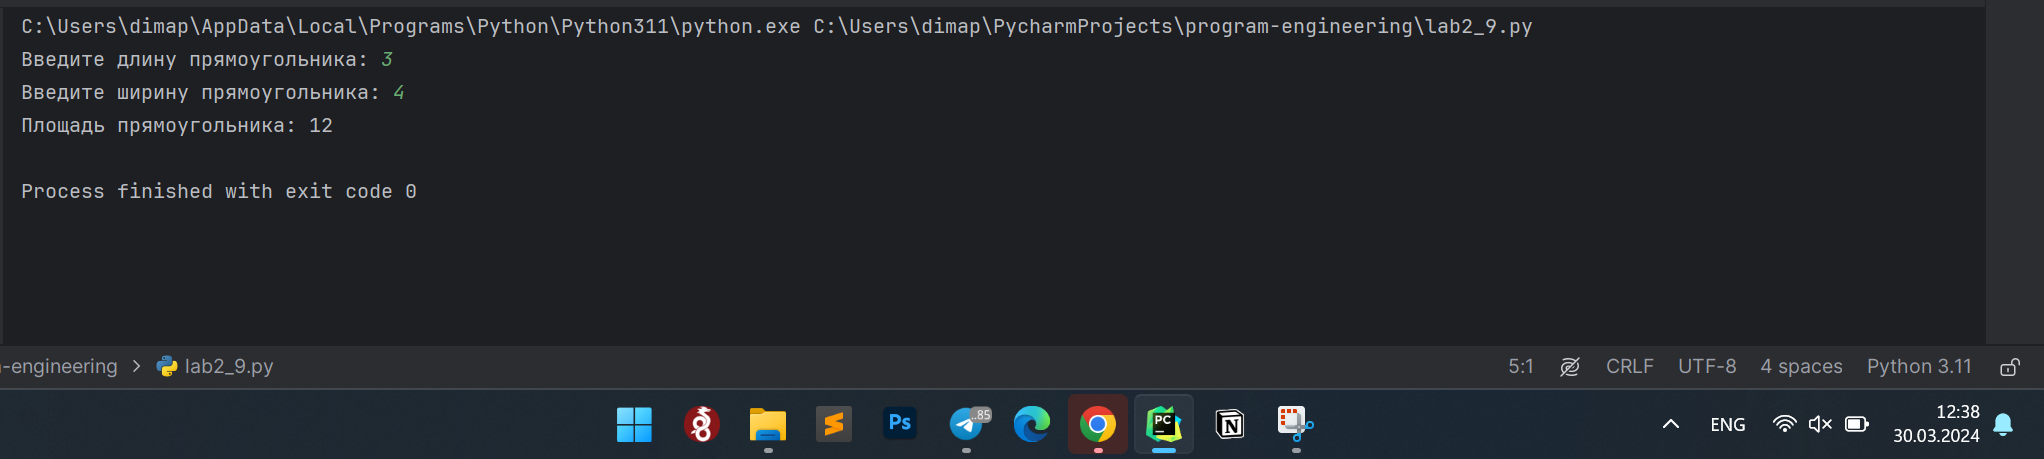 C:\Users\dimap\AppData\Local\Programs\Python\Python311\python.exe C:\Users\dimap\PycharmProjects\program-engineering\lab2_9.py
Введите длину прямоугольника: 3
Введите ширину прямоугольника: 4
Площадь прямоугольника: 12
Process finished with exit code 0
-engineering > lab2_9.py 5:1 CRLF UTF-8 4 spaces Python 3.11
Ps ..85 PC N ENG 12:38
30.03.2024